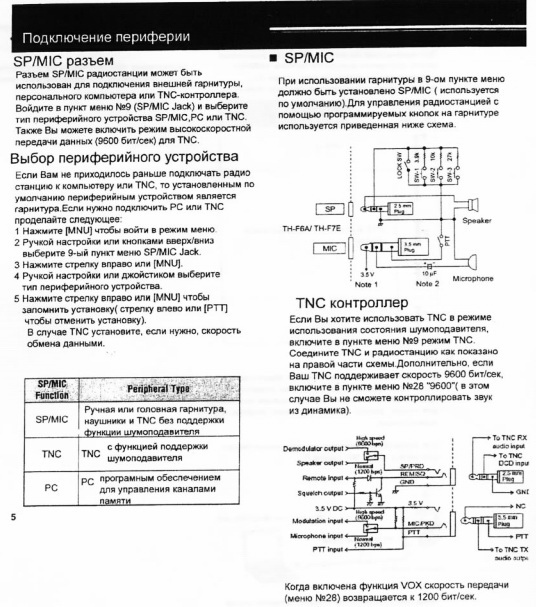 Подключение периферии
SP/MIC разъем
Разъем SP/MIC радиостанции может быть
использован для подключения внешней гарнитуры,
персонального компьютера или TNC-контроллера.
Войдите в пункт меню №9 (SP/MIC Jack) и выберите
тип периферийного устройства SP/MIC,PC или TNC.
Также Вы можете включить режим высокоскоростной
передачи данных (9600 бит/сек) для TNC.
Выбор периферийного устройства
Если Вам не приходилось раньше подключать радио
станцию к компьютеру или TNC, то установленным по
умолчанию периферийным устройством является
гарнитура.Если нужно подключить PC или TNC
проделайте следующее:
1 Нажмите [MNU] чтобы войти в режим меню.
2 Ручкой настройки или кнопками вверх/вниз
выберите 9-ый пункт меню SP/MIC Jack.
3 Нажмите стрелку вправо или [MNU].
4 Ручкой настройки или джойстиком выберите
тип периферийного устройства.
5 Нажмите стрелку вправо или [MNU] чтобы
запомнить установку( стрелку влево или [PTT]
чтобы отменить установку).
В случае TNC установите, если нужно, скорость
обмена данными.
SP/MIC Function
Peripheral Type
SP/MIC
Ручная или головная гарнитура,
наушники и TNC без поддержки
функции шумоподавителя
TNC
TNC с функцией поддержки
шумоподавителя
PC
PC програмным обеспечением
для управления каналами
памяти
5
■ SP/MIC
При использовании гарнитуры в 9-ом пункте меню
должно быть установлено SP/MIC ( используется
по умолчанию).Для управления радиостанцией с
помощью программируемых кнопок на гарнитуре
используется приведенная ниже схема.
LOCK SW
SW-1 3.9k
SW-2 10k
SW-3 27k
SP
2.5 mm
Plug
Speaker
TH-F6A/ TH-F7E
PTT
MIC
3.5 mm
Plug
3.5 V
10 µF
Microphone
Note 1
Note 2
TNC контроллер
Если Вы хотите использовать TNC в режиме
использования состояния шумоподавителя,
включите в пункте меню №9 режим TNC.
Соедините TNC и радиостанцию как показано
на правой части схемы.Дополнительно, если
Ваш TNC поддерживает скорость 9600 бит/сек,
включите в пункте меню №28 "9600"( в этом
случае Вы не сможете контроллировать звук
из динамика).
High speed
(9600 bps)
Demodulator output
Speaker output
Normal
(1200 bps)
SP/PRD
Remote input
REM/SQ
GND
Squelch output
3.5 V DC
3.5 V
High speed
(9600 bps)
Modulation input
MIC/PKD
Microphone input
Normal
(1200 bps)
PTT
PTT input
To TNC RX
audio input
To TNC
DCD input
2.5 mm
Plug
GND
NC
3.5 mm
Plug
PTT
To TNC TX
audio outpu
Когда включена функция VOX скорость передачи
(меню №28) возвращается к 1200 бит/сек.